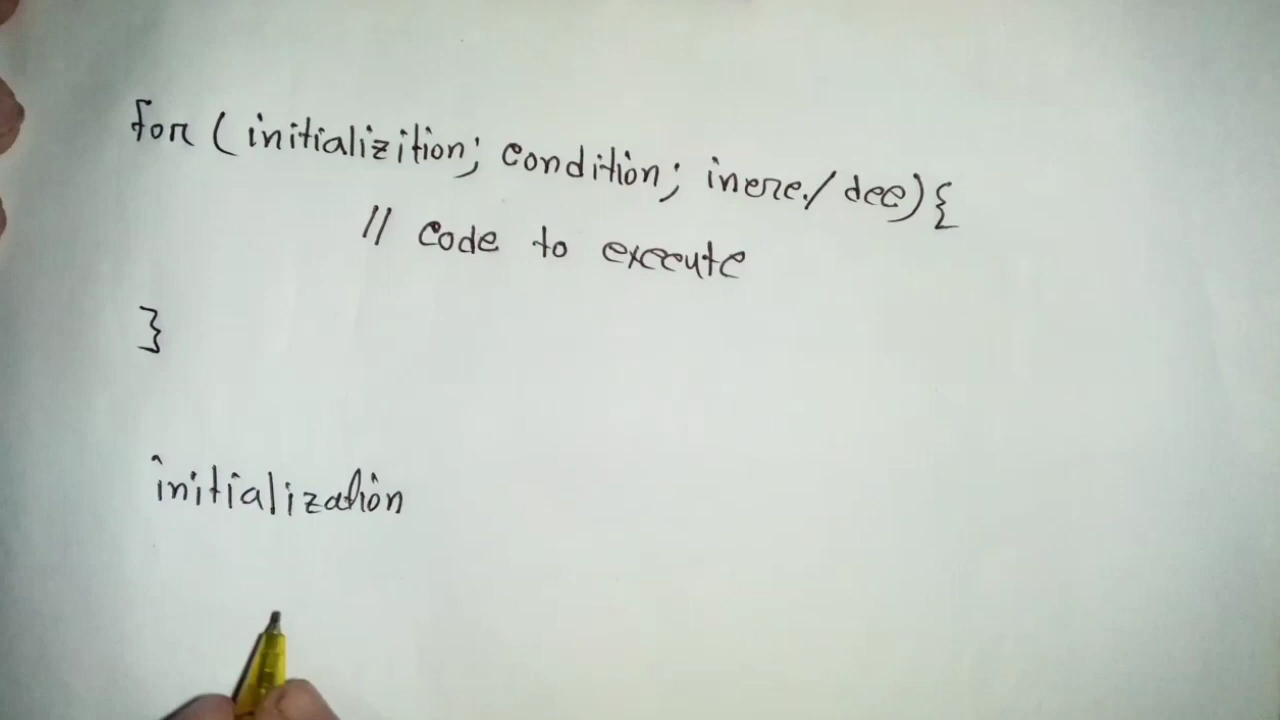 for (initializition; condition; incre./dec) {
// code to execute
}
initialization